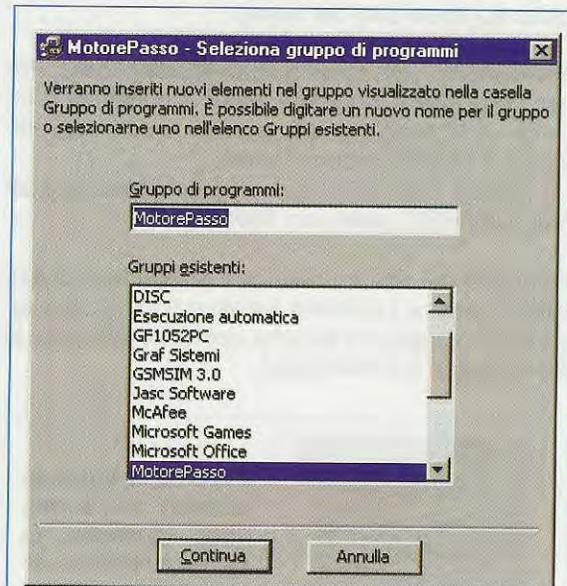 MotorePasso - Seleziona gruppo di programmi
Verranno inseriti nuovi elementi nel gruppo visualizzato nella casella
Gruppo di programmi. È possibile digitare un nuovo nome per il gruppo
o selezionarne uno nell'elenco Gruppi esistenti.
Gruppo di programmi:
MotorePasso
Gruppi esistenti:
DISC
Esecuzione automatica
GF1052PC
Graf Sistemi
GSMSIM 3.0
Jasc Software
McAfee
Microsoft Games
Microsoft Office
MotorePasso
Continua
Annulla